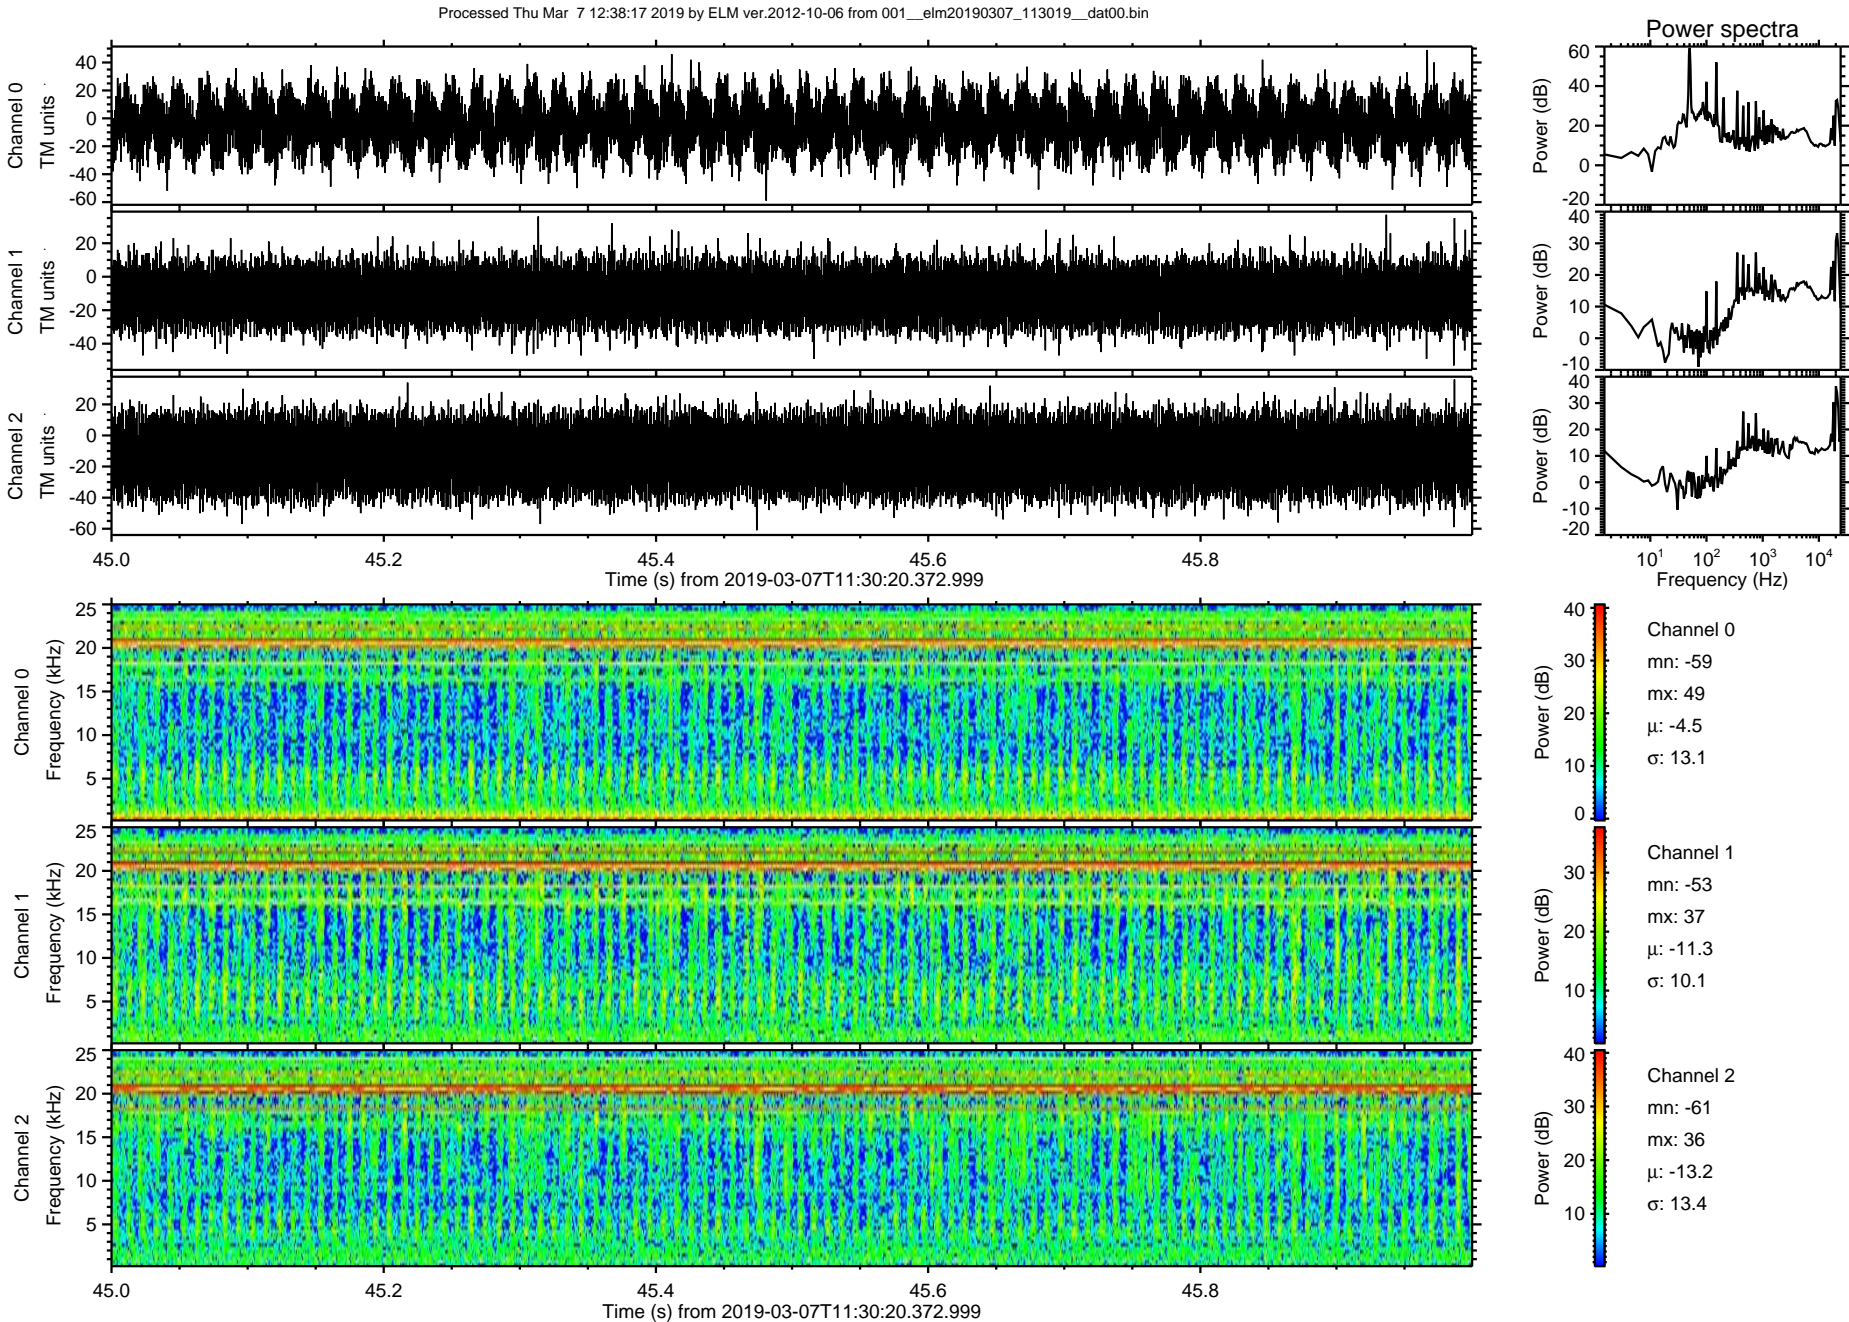 Processed Thu Mar  7 12:38:17 2019 by ELM ver.2012-10-06 from 001__elm20190307_113019__dat00.bin
Power spectra
Channel 0
TM units
40
20
0
-20
-40
-60
Power (dB)
60
40
20
0
-20
Channel 1
TM units
20
0
-20
-40
Power (dB)
40
30
20
10
0
-10
Channel 2
TM units
20
0
-20
-40
-60
Power (dB)
40
30
20
10
0
-10
-20
45.0 45.2 45.4 45.6 45.8
Time (s) from 2019-03-07T11:30:20.372.999
10^1 10^2 10^3 10^4
Frequency (Hz)
Channel 0
Frequency (kHz)
25
20
15
10
5
Power (dB)
40
30
20
10
0
Channel 0
mn: -59
mx: 49
μ: -4.5
σ: 13.1
Channel 1
Frequency (kHz)
25
20
15
10
5
Power (dB)
30
20
10
Channel 1
mn: -53
mx: 37
μ: -11.3
σ: 10.1
Channel 2
Frequency (kHz)
25
20
15
10
5
Power (dB)
40
30
20
10
Channel 2
mn: -61
mx: 36
μ: -13.2
σ: 13.4
45.0 45.2 45.4 45.6 45.8
Time (s) from 2019-03-07T11:30:20.372.999